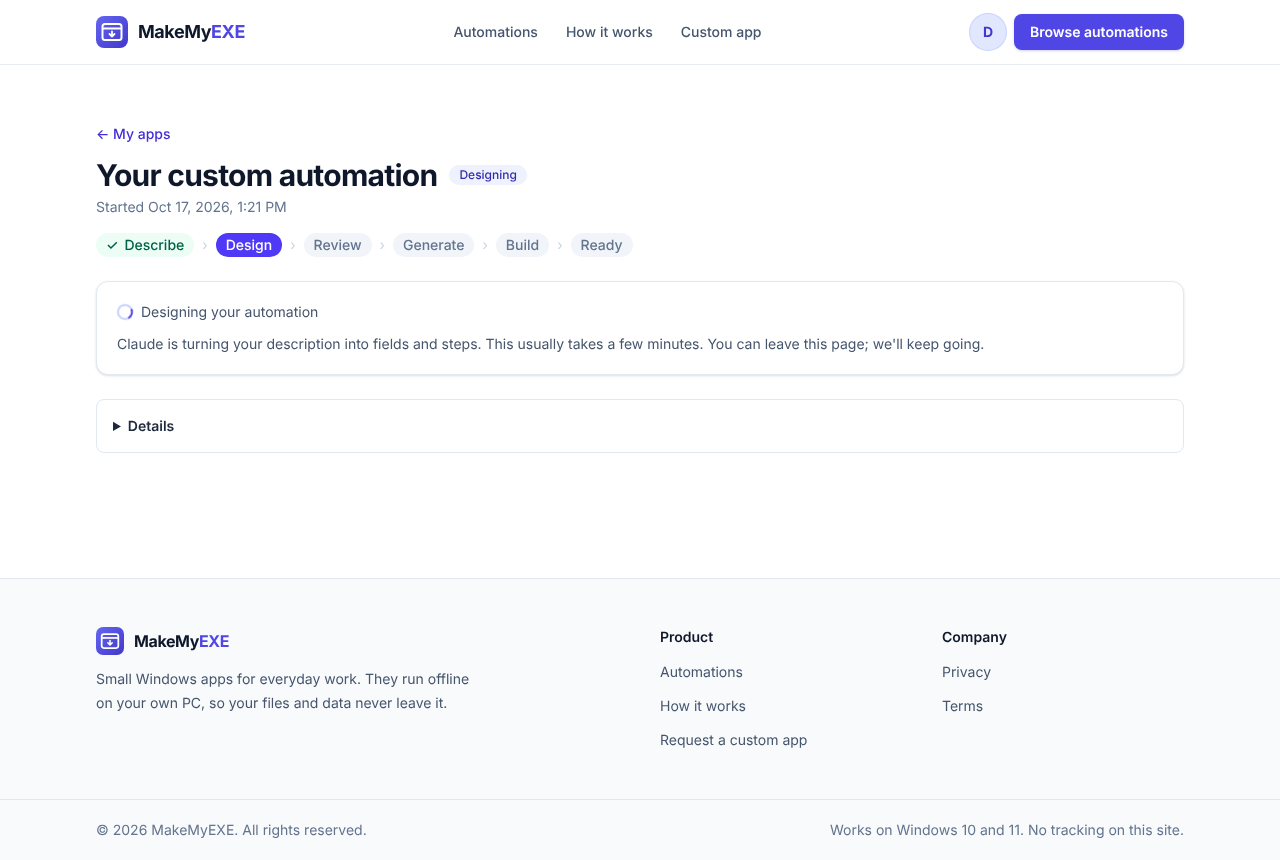 MakeMyEXE
Automations
How it works
Custom app
D
Browse automations
← My apps
Your custom automation
Designing
Started Oct 17, 2026, 1:21 PM
✓ Describe › Design › Review › Generate › Build › Ready
Designing your automation
Claude is turning your description into fields and steps. This usually takes a few minutes. You can leave this page; we'll keep going.
Details
MakeMyEXE
Small Windows apps for everyday work. They run offline
on your own PC, so your files and data never leave it.
Product
Automations
How it works
Request a custom app
Company
Privacy
Terms
© 2026 MakeMyEXE. All rights reserved.
Works on Windows 10 and 11. No tracking on this site.